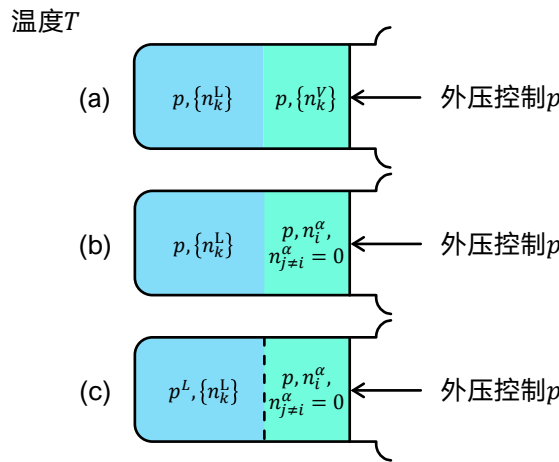 温度T
(a) p, {n_k^L} p, {n_k^V} 外压控制p
(b) p, {n_k^L} p, n_i^α, 外压控制p
n_{j≠i}^α = 0
(c) p^L, {n_k^L} p, n_i^α, 外压控制p
n_{j≠i}^α = 0